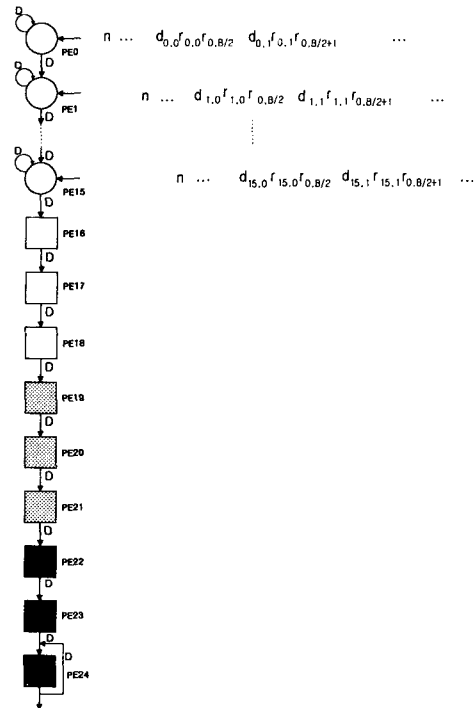 D
PE0 n ... d0,0 r0,0 r0,B/2 d0,1 r0,1 r0,B/2+1 ...
D
D
PE1 n ... d1,0 r1,0 r0,B/2 d1,1 r1,1 r0,B/2+1 ...
D
D
D
PE15 n ... d15,0 r15,0 r0,B/2 d15,1 r15,1 r0,B/2+1 ...
D
PE16
D
PE17
D
PE18
D
PE19
D
PE20
D
PE21
D
PE22
D
PE23
D
D
PE24